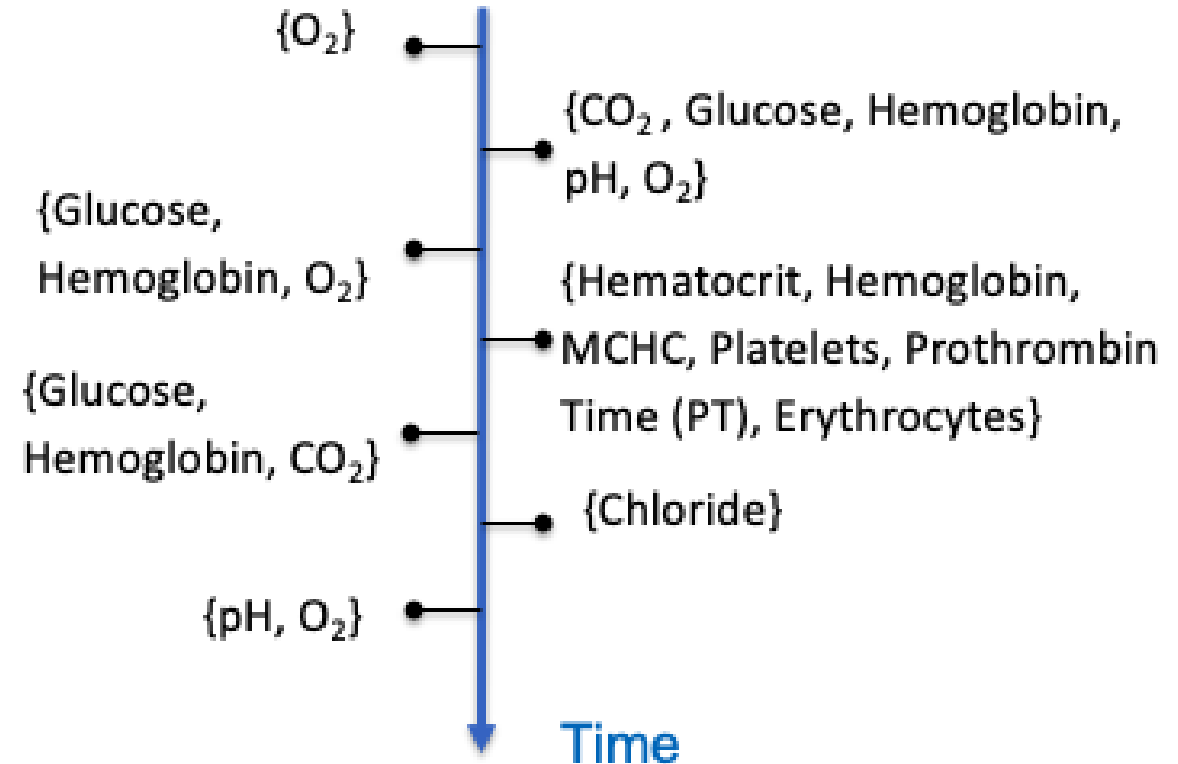 {O₂}
{CO₂ , Glucose, Hemoglobin,
pH, O₂}
{Glucose,
Hemoglobin, O₂}
{Hematocrit, Hemoglobin,
MCHC, Platelets, Prothrombin
Time (PT), Erythrocytes}
{Glucose,
Hemoglobin, CO₂}
{Chloride}
{pH, O₂}
Time